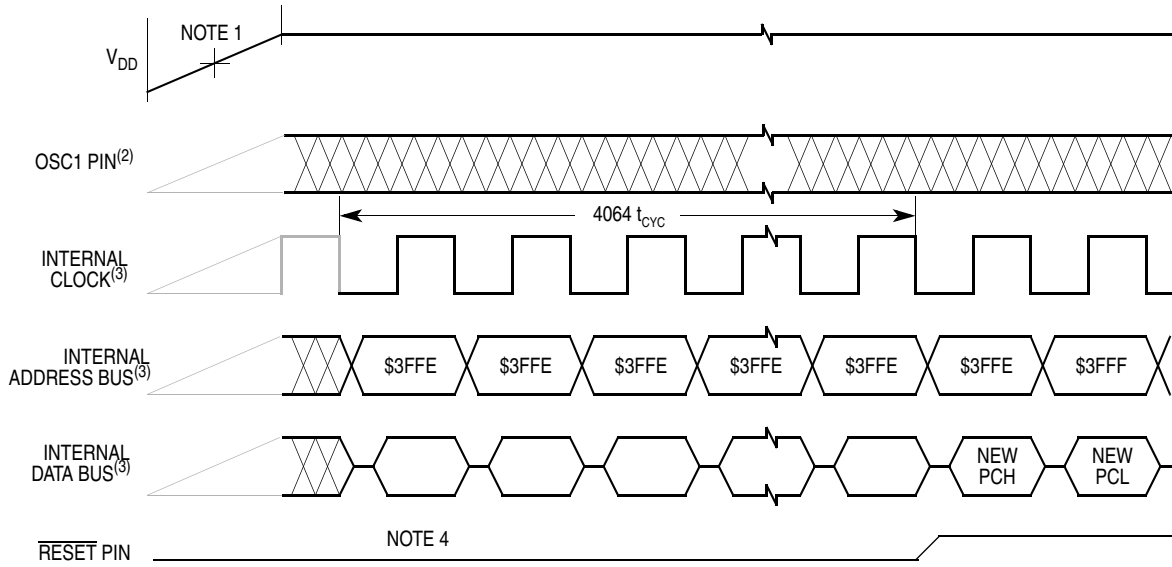 NOTE 1
V_DD
OSC1 PIN(2)
4064 t_CYC
INTERNAL
CLOCK(3)
INTERNAL
ADDRESS BUS(3)
$3FFE $3FFE $3FFE $3FFE $3FFE $3FFE $3FFF
INTERNAL
DATA BUS(3)
NEW
PCH
NEW
PCL
NOTE 4
RESET PIN